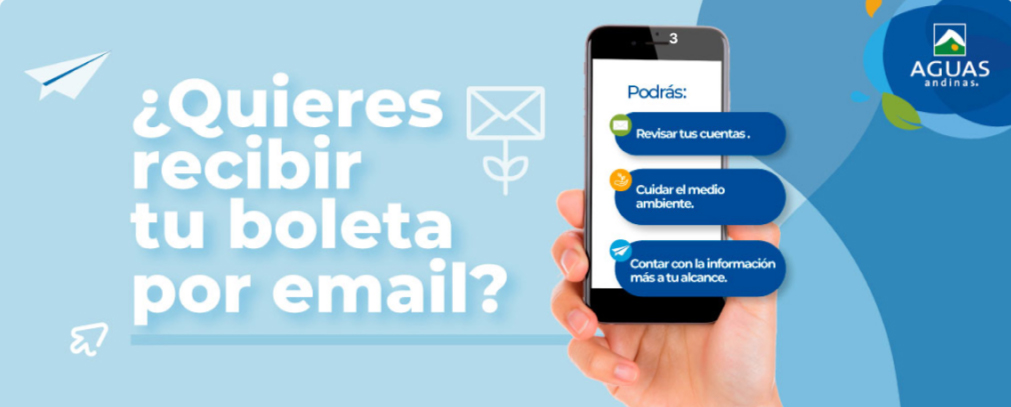 ¿Quieres
recibir
tu boleta
por email?
3
Podrás:
Revisar tus cuentas .
Cuidar el medio
ambiente.
Contar con la información
más a tu alcance.
AGUAS
andinas.